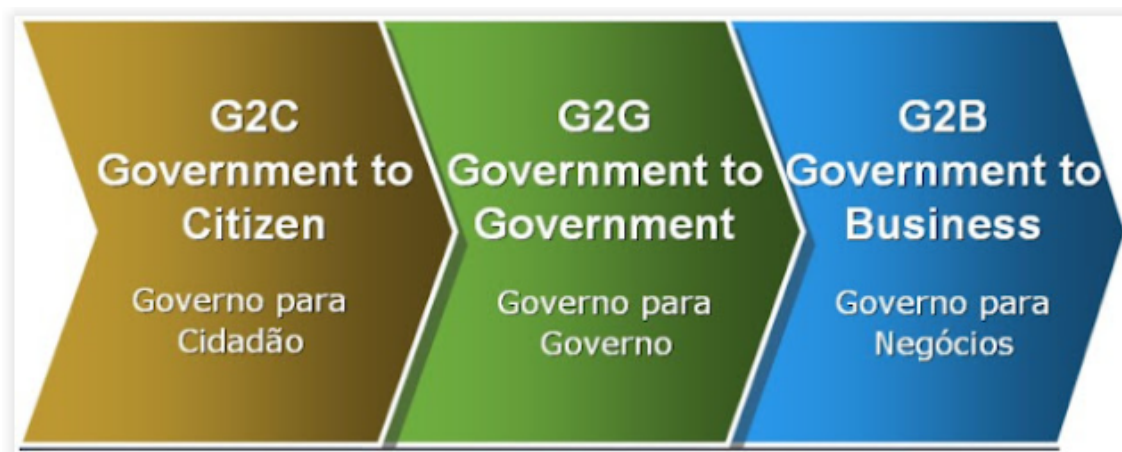 G2C
Government to
Citizen
Governo para
Cidadão
G2G
Government to
Government
Governo para
Governo
G2B
Government to
Business
Governo para
Negócios